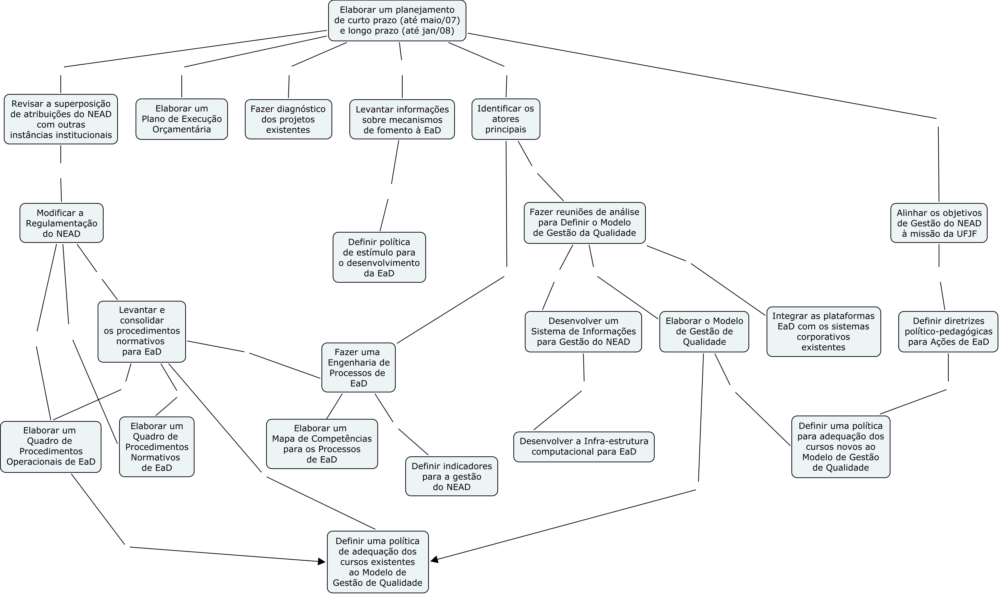 Elaborar um planejamento
de curto prazo (até maio/07)
e longo prazo (até jan/08)
Revisar a superposição
de atribuições do NEAD
com outras
instâncias institucionais
Elaborar um
Plano de Execução
Orçamentária
Fazer diagnóstico
dos projetos
existentes
Levantar informações
sobre mecanismos
de fomento à EaD
Identificar os
atores
principais
Modificar a
Regulamentação
do NEAD
Definir política
de estímulo para
o desenvolvimento
da EaD
Fazer reuniões de análise
para Definir o Modelo
de Gestão da Qualidade
Alinhar os objetivos
de Gestão do NEAD
à missão da UFJF
Levantar e
consolidar
os procedimentos
normativos
para EaD
Fazer uma
Engenharia de
Processos de
EaD
Desenvolver um
Sistema de Informações
para Gestão do NEAD
Elaborar o Modelo
de Gestão de
Qualidade
Integrar as plataformas
EaD com os sistemas
corporativos
existentes
Definir diretrizes
político-pedagógicas
para Ações de EaD
Elaborar um
Quadro de
Procedimentos
Operacionais de EaD
Elaborar um
Quadro de
Procedimentos
Normativos
de EaD
Elaborar um
Mapa de Competências
para os Processos
de EaD
Definir indicadores
para a gestão
do NEAD
Desenvolver a Infra-estrutura
computacional para EaD
Definir uma política
para adequação dos
cursos novos ao
Modelo de Gestão
de Qualidade
Definir uma política
de adequação dos
cursos existentes
ao Modelo de
Gestão de Qualidade